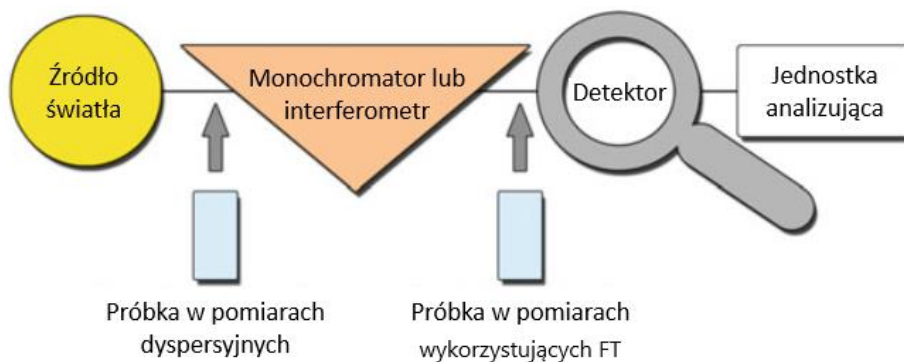 Źródło
światła
Monochromator lub
interferometr
Detektor
Jednostka
analizująca
Próbka w pomiarach
dyspersyjnych
Próbka w pomiarach
wykorzystujących FT